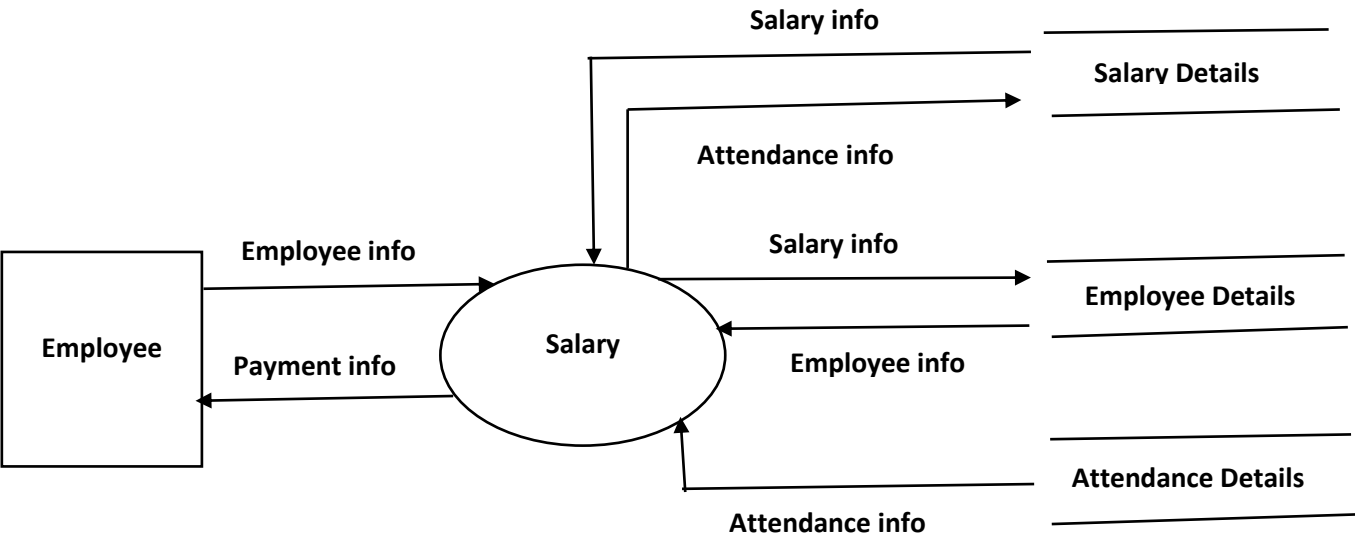 Salary info
Salary Details
Attendance info
Employee info
Salary info
Employee Details
Employee
Salary
Payment info
Employee info
Attendance Details
Attendance info